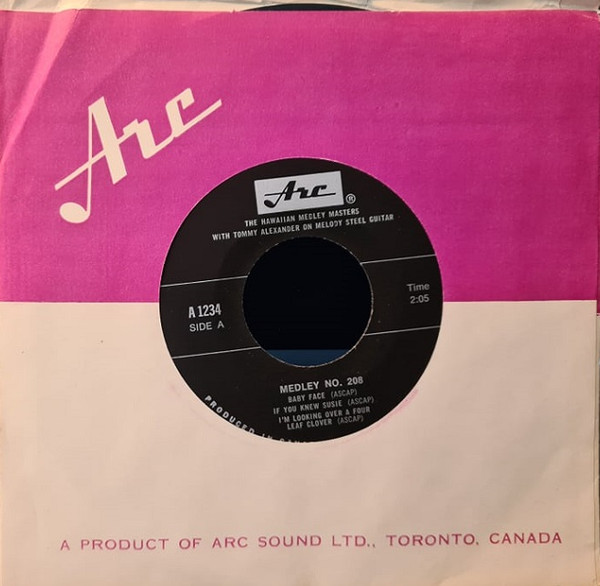 Arc
Arc ®
THE HAWAIIAN MEDLEY MASTERS
WITH TOMMY ALEXANDER ON MELODY STEEL GUITAR
A 1234
SIDE A
Time
2:05
MEDLEY NO. 208
BABY FACE (ASCAP)
IF YOU KNEW SUSIE (ASCAP)
I'M LOOKING OVER A FOUR
LEAF CLOVER (ASCAP)
PRODUCED IN
A PRODUCT OF ARC SOUND LTD., TORONTO, CANADA